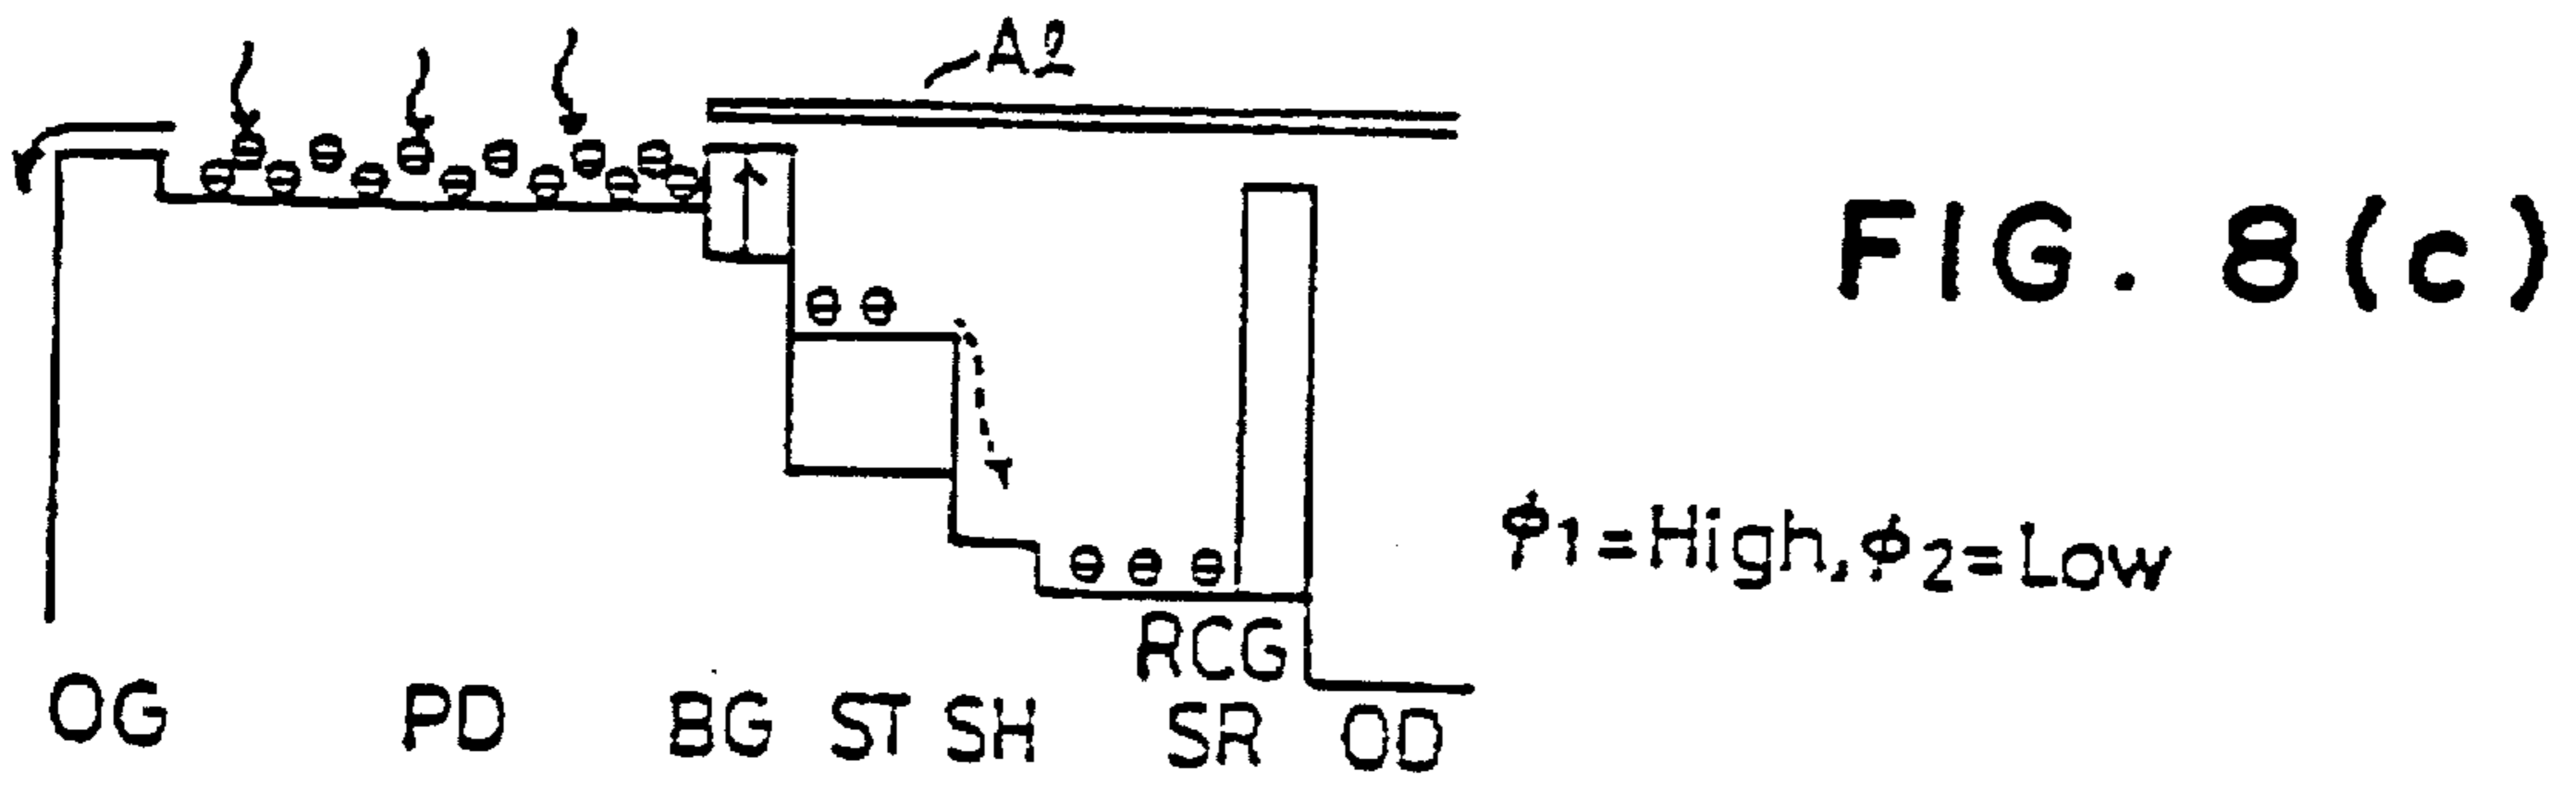 A2
FIG. 8(c)
ϕ1=High, ϕ2=Low
RCG
OG PD BG ST SH SR OD